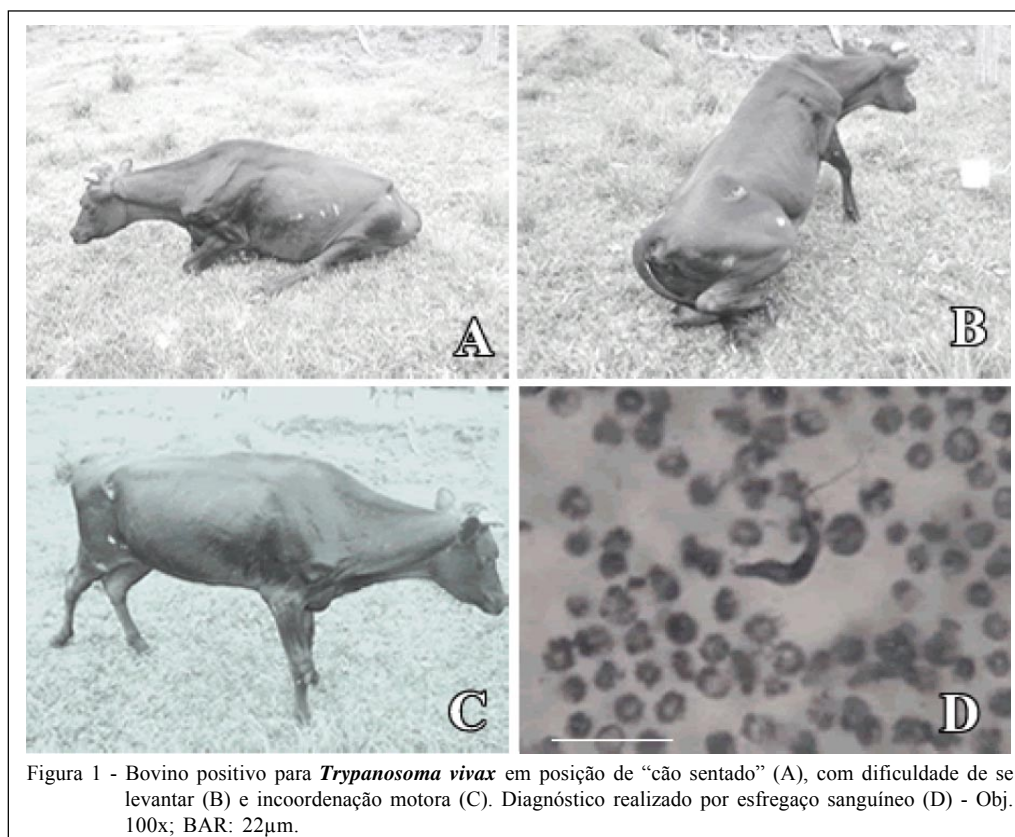 A
B
C
D
Figura 1 - Bovino positivo para Trypanosoma vivax em posição de “cão sentado” (A), com dificuldade de se
levantar (B) e incoordenação motora (C). Diagnóstico realizado por esfregaço sanguíneo (D) - Obj.
100x; BAR: 22µm.